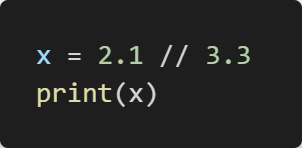 x = 2.1 // 3.3
print(x)